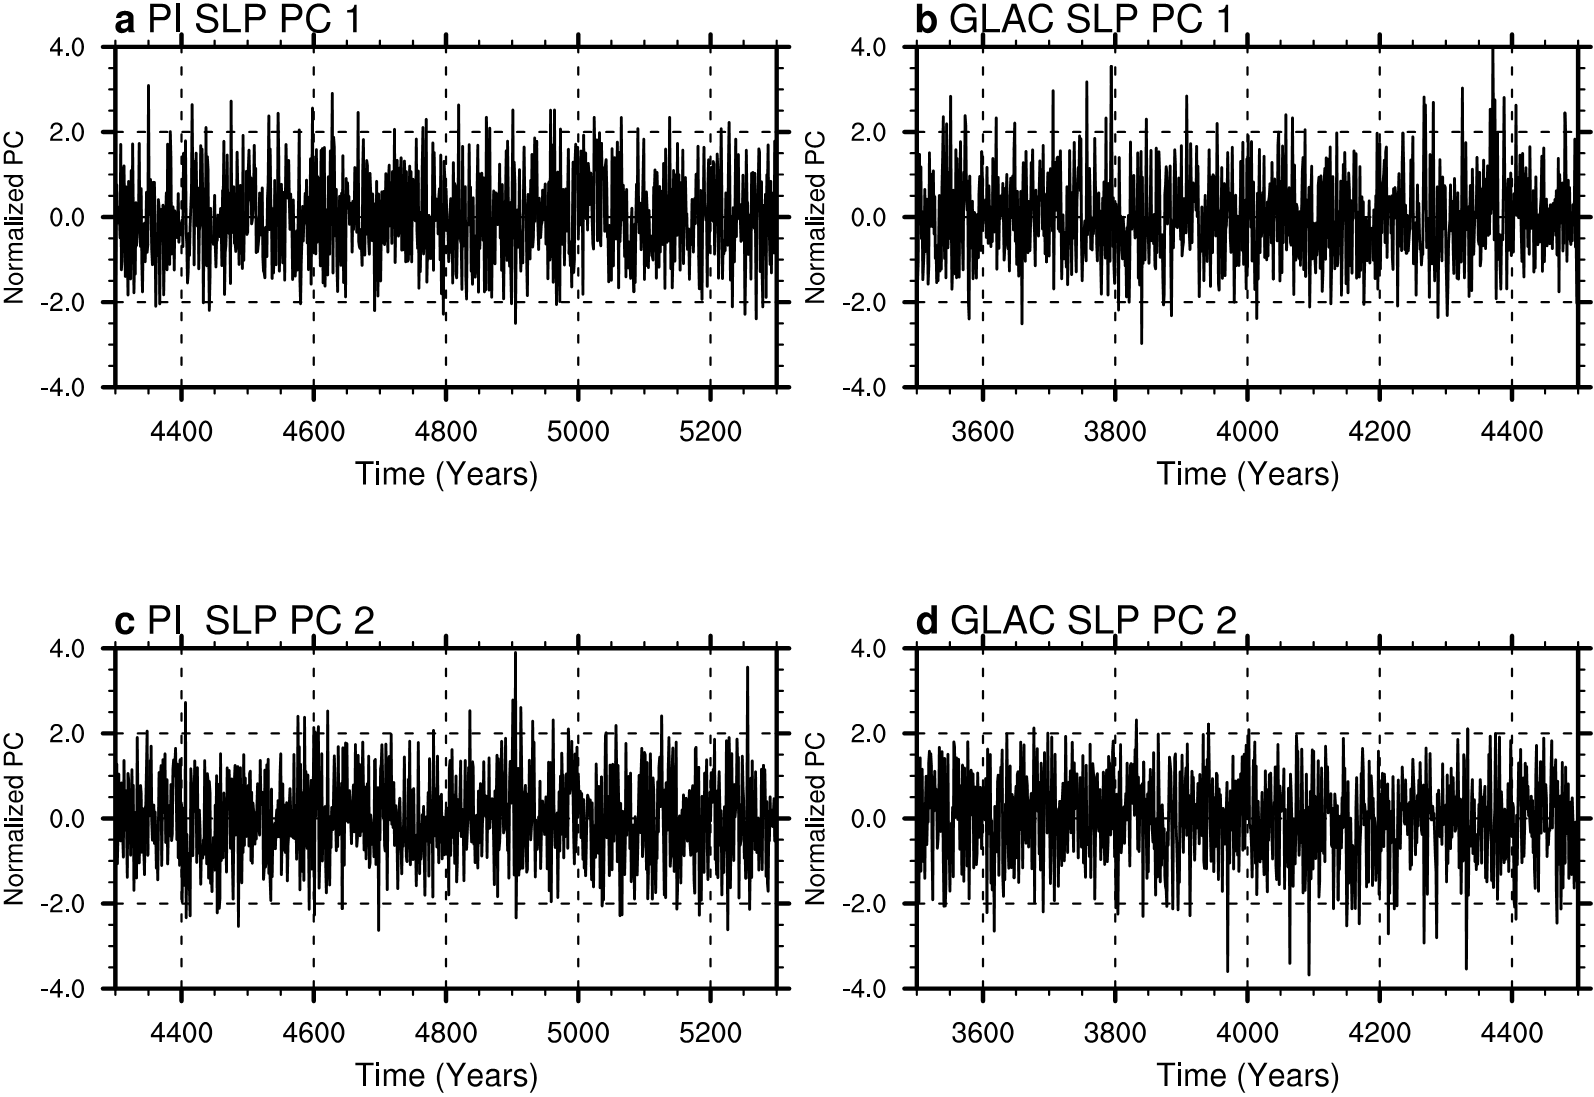 a PI SLP PC 1
4.0
2.0
0.0
-2.0
-4.0
Normalized PC
4400 4600 4800 5000 5200
Time (Years)
b GLAC SLP PC 1
4.0
2.0
0.0
-2.0
-4.0
Normalized PC
3600 3800 4000 4200 4400
Time (Years)
c PI SLP PC 2
4.0
2.0
0.0
-2.0
-4.0
Normalized PC
4400 4600 4800 5000 5200
Time (Years)
d GLAC SLP PC 2
4.0
2.0
0.0
-2.0
-4.0
Normalized PC
3600 3800 4000 4200 4400
Time (Years)